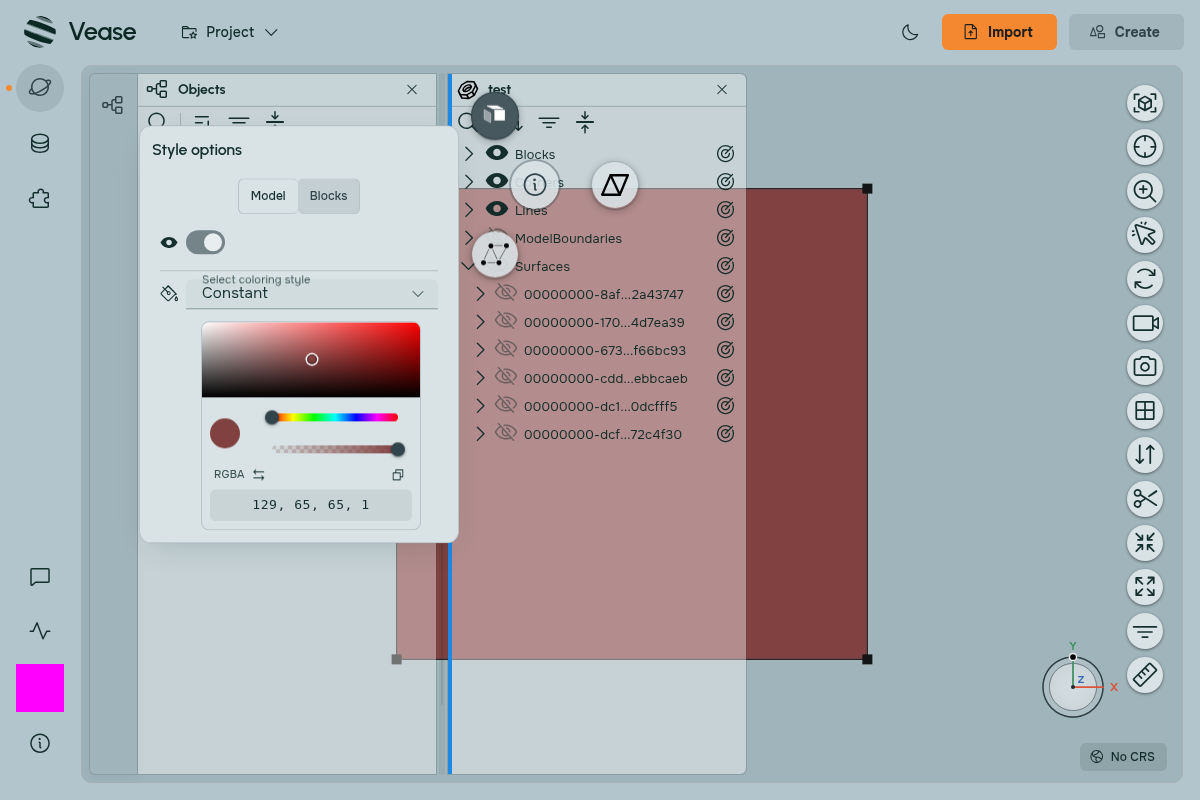 Vease
Project
Import
Create
Objects
test
Style options
Model
Blocks
Select coloring style
Constant
RGBA
129, 65, 65, 1
Blocks
Lines
ModelBoundaries
Surfaces
00000000-8af...2a43747
00000000-170...4d7ea39
00000000-673...f66bc93
00000000-cdd...ebbcaeb
00000000-dc1...0dcfff5
00000000-dcf...72c4f30
Y
Z
X
No CRS